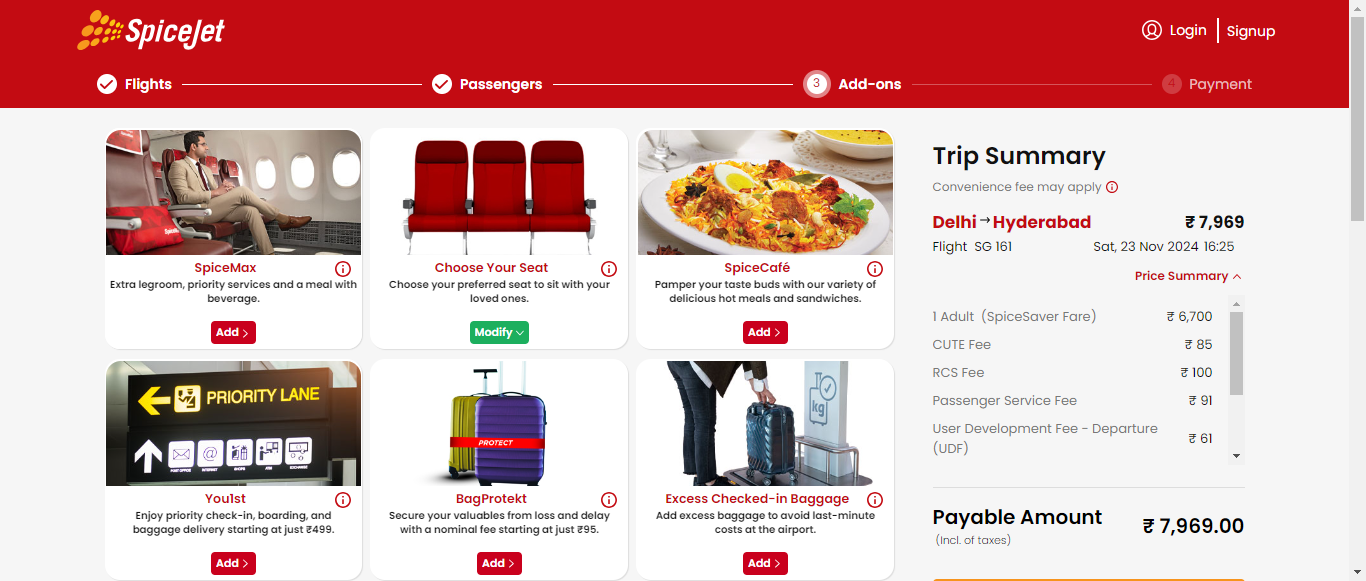 SpiceJet
Login
Signup
Flights
Passengers
3
Add-ons
4
Payment
SpiceMax
Extra legroom, priority services and a meal with
beverage.
Add
Choose Your Seat
Choose your preferred seat to sit with your
loved ones.
Modify
SpiceCafé
Pamper your taste buds with our variety of
delicious hot meals and sandwiches.
Add
PRIORITY LANE
POST OFFICE
INTERNET
SHOPS
ATM
EXCHANGE
You1st
Enjoy priority check-in, boarding, and
baggage delivery starting at just ₹499.
Add
PROTECT
BagProtekt
Secure your valuables from loss and delay
with a nominal fee starting at just ₹95.
Add
kg
Excess Checked-in Baggage
Add excess baggage to avoid last-minute
costs at the airport.
Add
Trip Summary
Convenience fee may apply
Delhi → Hyderabad ₹ 7,969
Flight SG 161 Sat, 23 Nov 2024 16:25
Price Summary
1 Adult (SpiceSaver Fare) ₹ 6,700
CUTE Fee ₹ 85
RCS Fee ₹ 100
Passenger Service Fee ₹ 91
User Development Fee - Departure
(UDF) ₹ 61
Payable Amount ₹ 7,969.00
(Incl. of taxes)